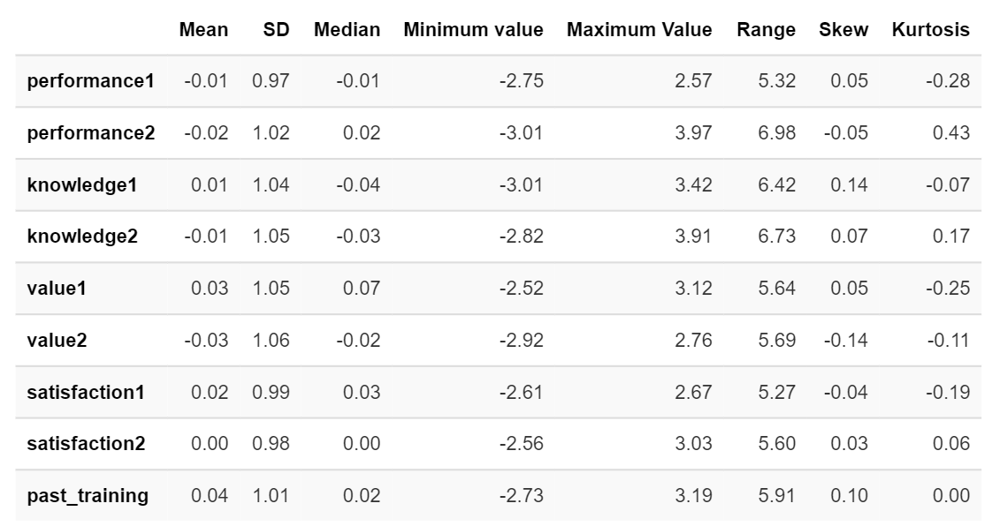 Mean SD Median Minimum value Maximum Value Range Skew Kurtosis
performance1 -0.01 0.97 -0.01 -2.75 2.57 5.32 0.05 -0.28
performance2 -0.02 1.02 0.02 -3.01 3.97 6.98 -0.05 0.43
knowledge1 0.01 1.04 -0.04 -3.01 3.42 6.42 0.14 -0.07
knowledge2 -0.01 1.05 -0.03 -2.82 3.91 6.73 0.07 0.17
value1 0.03 1.05 0.07 -2.52 3.12 5.64 0.05 -0.25
value2 -0.03 1.06 -0.02 -2.92 2.76 5.69 -0.14 -0.11
satisfaction1 0.02 0.99 0.03 -2.61 2.67 5.27 -0.04 -0.19
satisfaction2 0.00 0.98 0.00 -2.56 3.03 5.60 0.03 0.06
past_training 0.04 1.01 0.02 -2.73 3.19 5.91 0.10 0.00